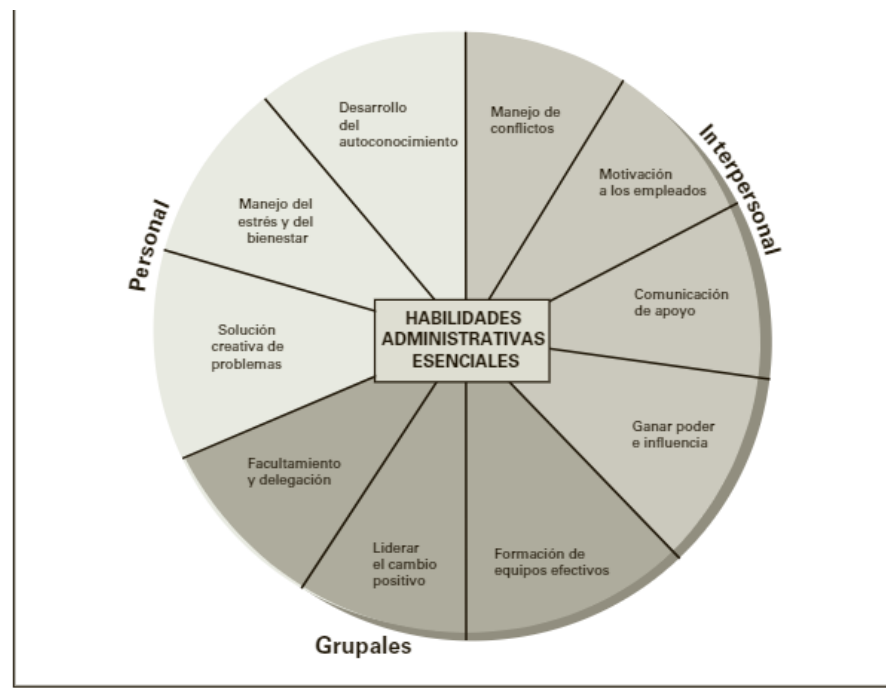 Desarrollo
del
autoconocimiento
Manejo de
conflictos
Interpersonal
Motivación
a los empleados
Manejo del
estrés y del
bienestar
Personal
Comunicación
de apoyo
HABILIDADES
ADMINISTRATIVAS
ESENCIALES
Solución
creativa de
problemas
Ganar poder
e influencia
Facultamiento
y delegación
Liderar
el cambio
positivo
Formación de
equipos efectivos
Grupales